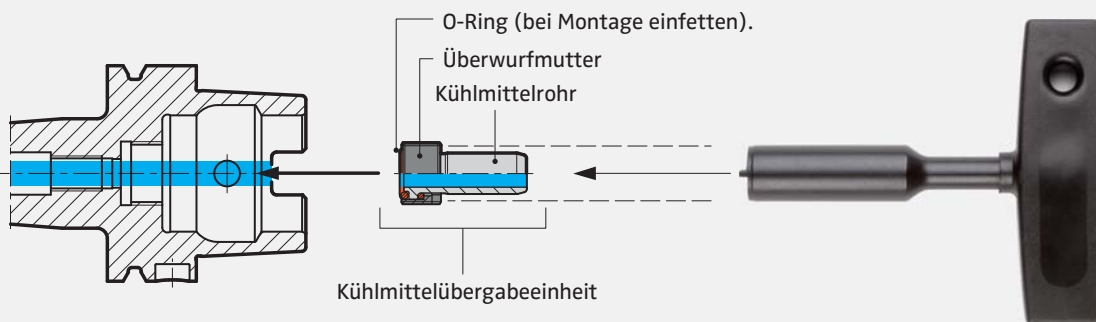 O-Ring (bei Montage einfetten).
Überwurfmutter
Kühlmittelrohr
Kühlmittelübergabeeinheit